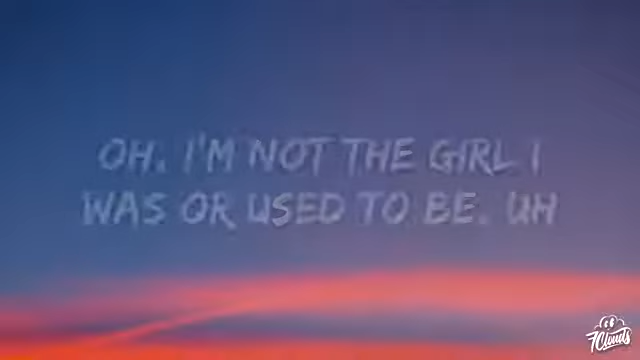 OH, I'M NOT THE GIRL I
WAS OR USED TO BE. UH
7Clouds